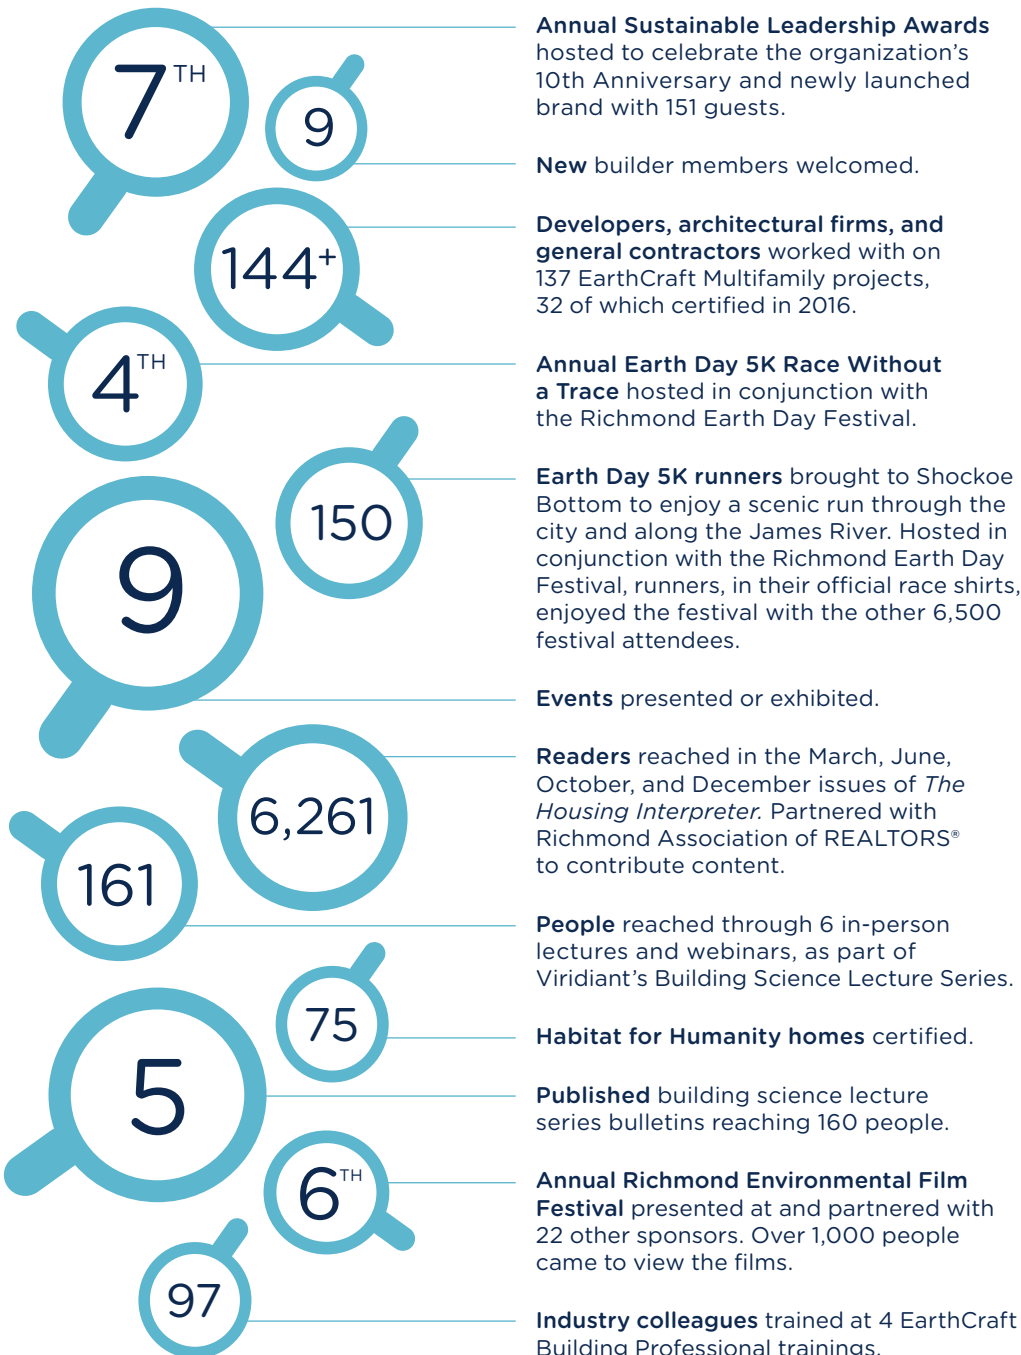 7TH
Annual Sustainable Leadership Awards
hosted to celebrate the organization's
10th Anniversary and newly launched
brand with 151 guests.
9
New builder members welcomed.
144+
Developers, architectural firms, and
general contractors worked with on
137 EarthCraft Multifamily projects,
32 of which certified in 2016.
4TH
Annual Earth Day 5K Race Without
a Trace hosted in conjunction with
the Richmond Earth Day Festival.
150
Earth Day 5K runners brought to Shockoe
Bottom to enjoy a scenic run through the
city and along the James River. Hosted in
conjunction with the Richmond Earth Day
Festival, runners, in their official race shirts,
enjoyed the festival with the other 6,500
festival attendees.
9
Events presented or exhibited.
6,261
Readers reached in the March, June,
October, and December issues of The
Housing Interpreter. Partnered with
Richmond Association of REALTORS®
to contribute content.
161
People reached through 6 in-person
lectures and webinars, as part of
Viridiant's Building Science Lecture Series.
75
Habitat for Humanity homes certified.
5
Published building science lecture
series bulletins reaching 160 people.
6TH
Annual Richmond Environmental Film
Festival presented at and partnered with
22 other sponsors. Over 1,000 people
came to view the films.
97
Industry colleagues trained at 4 EarthCraft
Building Professional trainings.